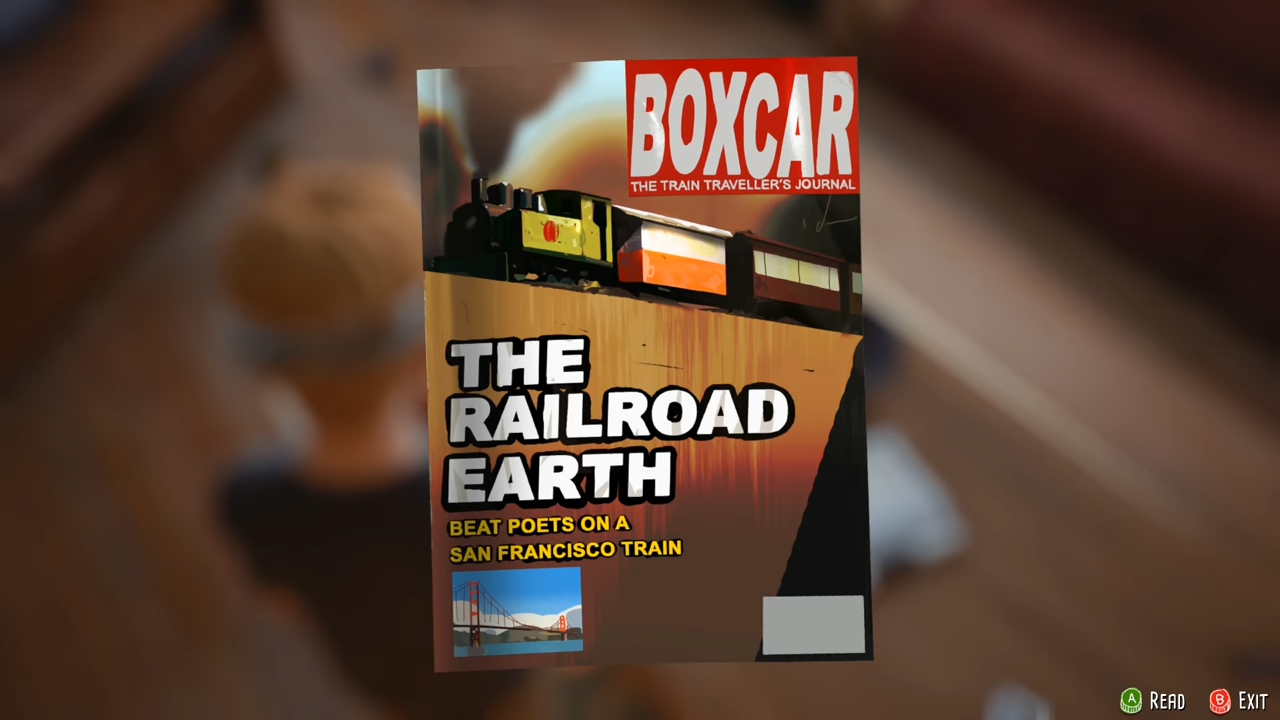 BOXCAR
THE TRAIN TRAVELLER'S JOURNAL
THE
RAILROAD
EARTH
BEAT POETS ON A
SAN FRANCISCO TRAIN
A READ B EXIT